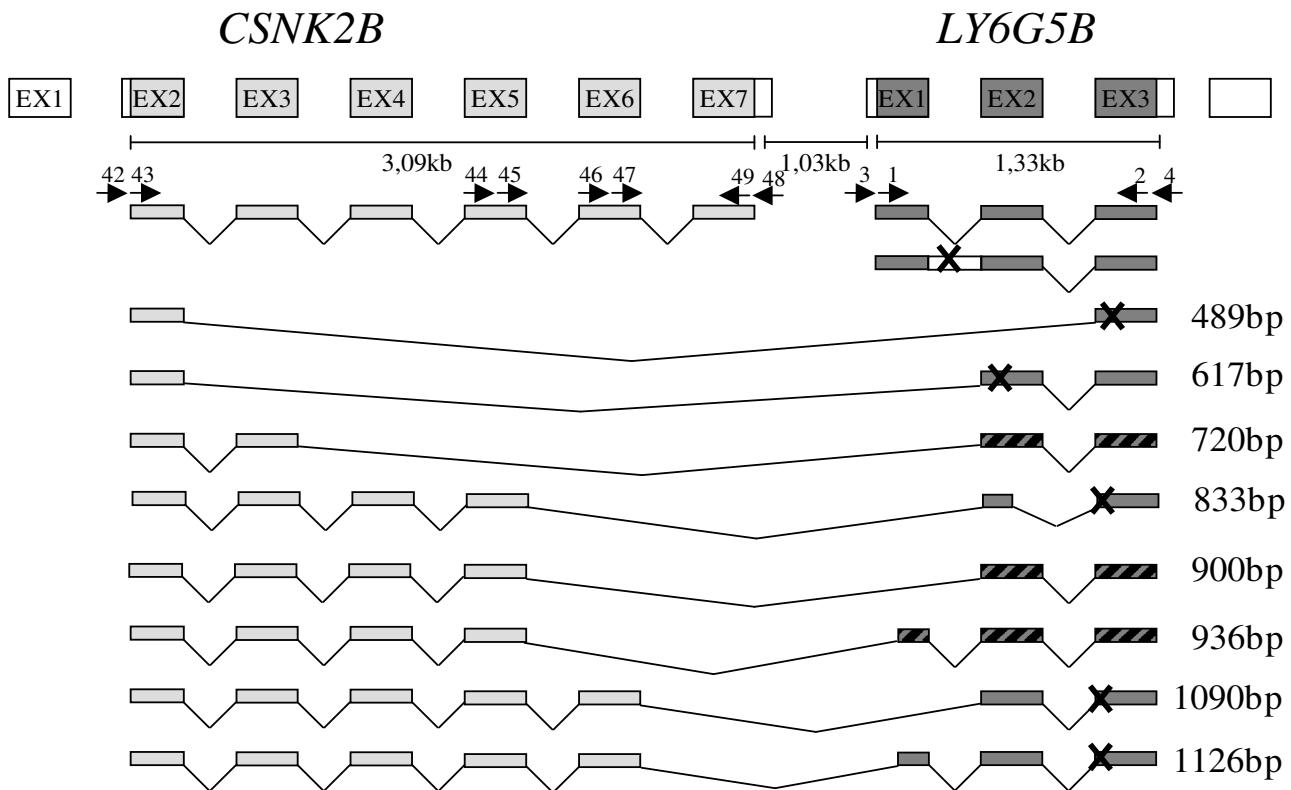 CSNK2B LY6G5B
EX1 EX2 EX3 EX4 EX5 EX6 EX7 EX1 EX2 EX3
3,09kb 1,03kb 1,33kb
42 43 44 45 46 47 49 48 3 1 2 4
489bp
617bp
720bp
833bp
900bp
936bp
1090bp
1126bp